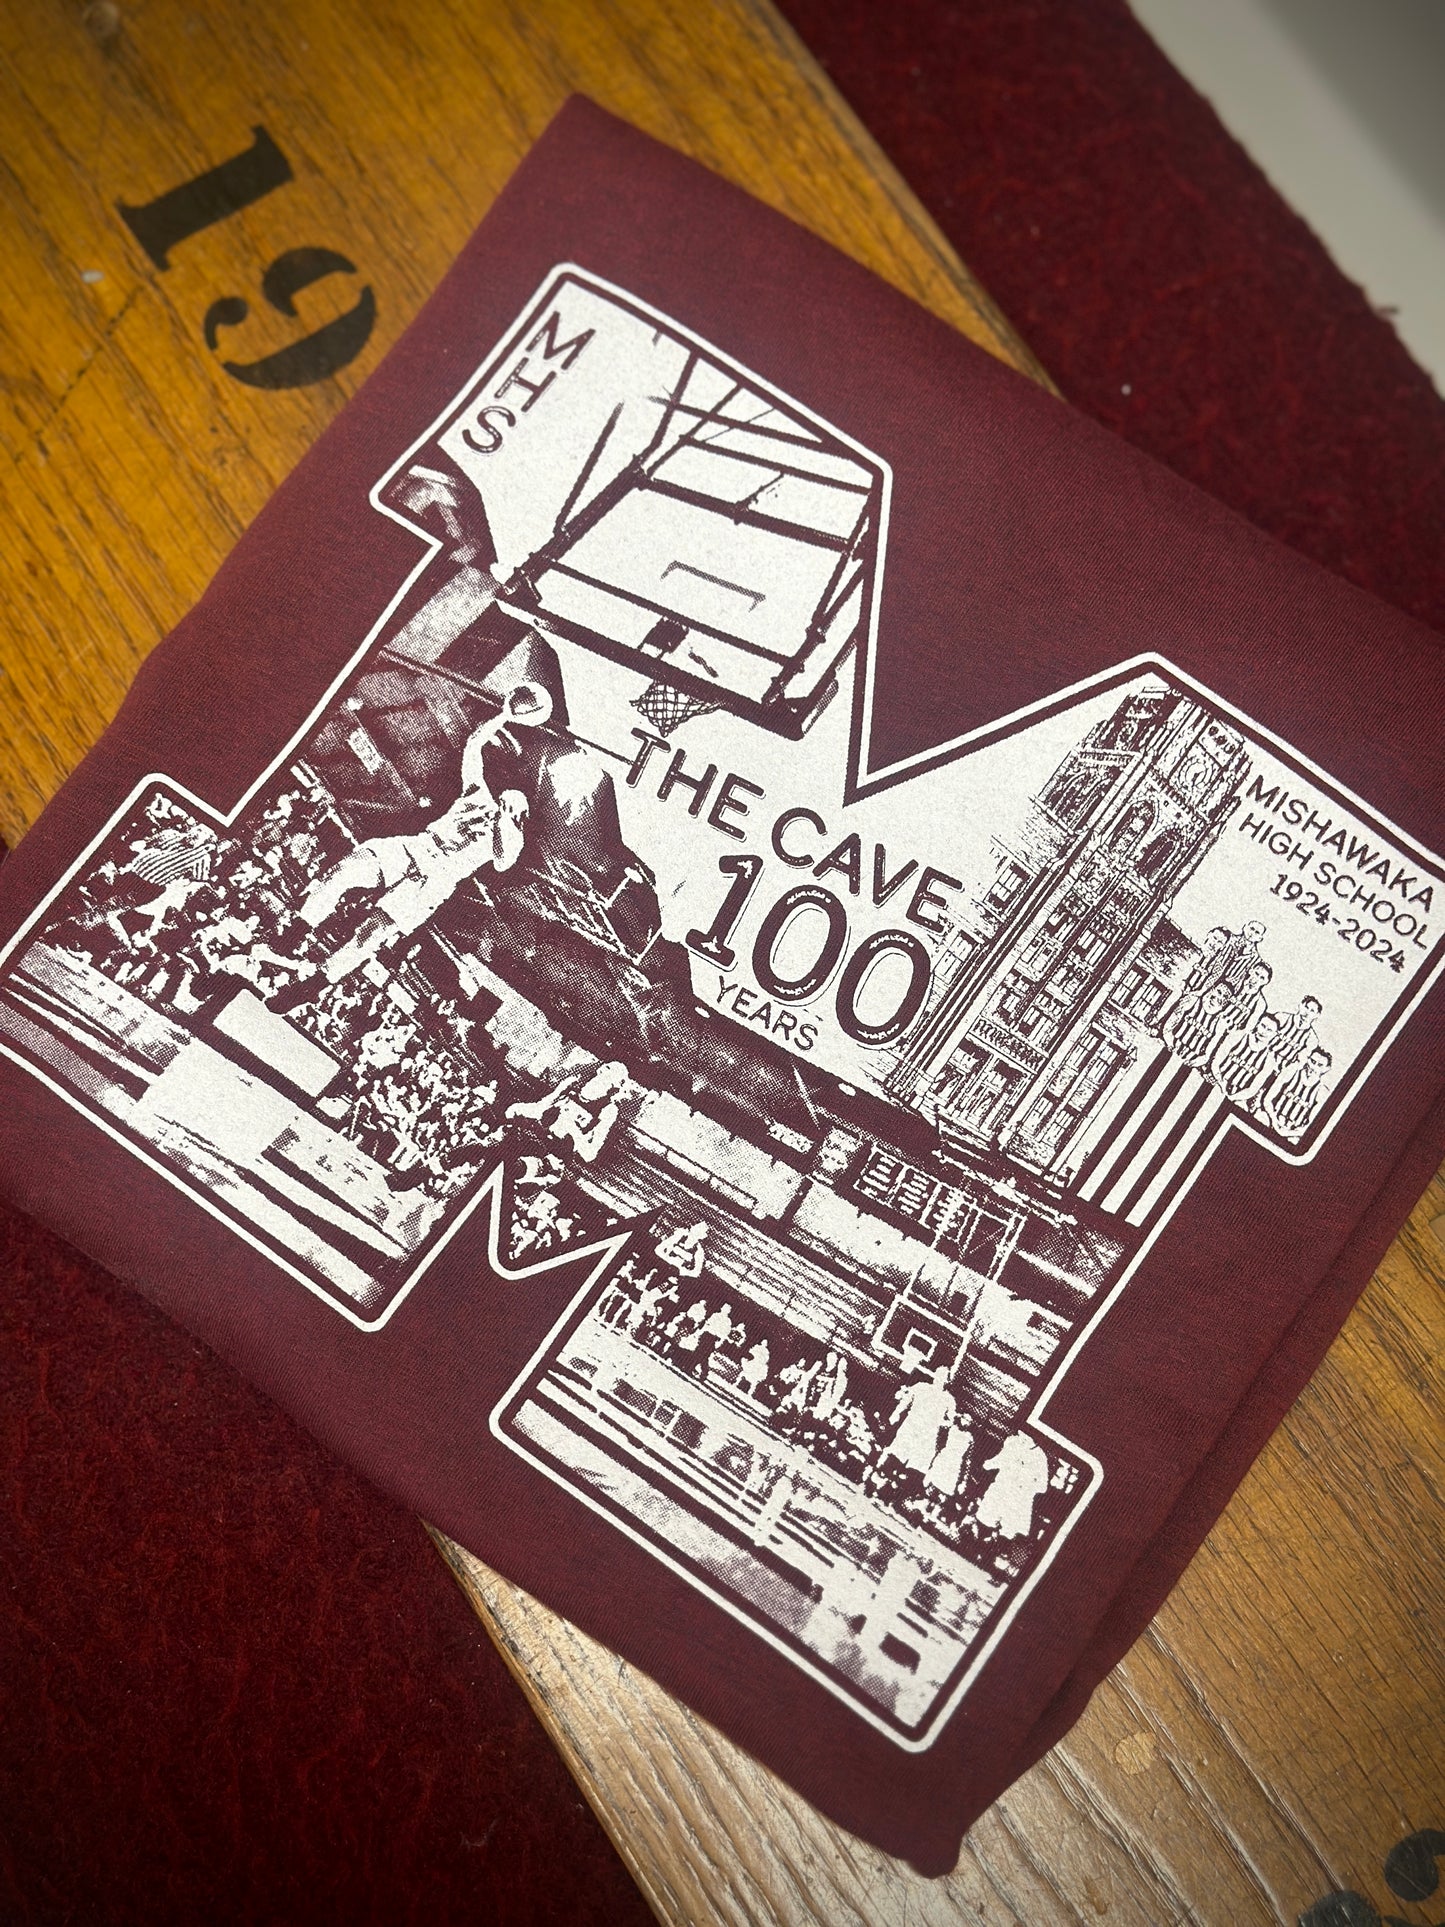 19
MHS
THE CAVE
100
YEARS
MISHAWAKA
HIGH SCHOOL
1924-2024